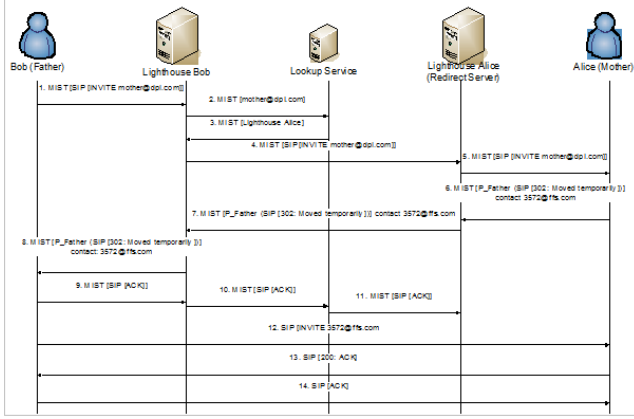 Bob (Father)
Lighthouse Bob
Lookup Service
Lighthouse Alice
(Redirect Server)
Alice (Mother)
1. MIST [SIP [INVITE mother@dpl.com]]
2. MIST [mother@dpl.com]
3. MIST [Lighthouse Alice]
4. MIST [SIP [INVITE mother@dpl.com]]
5. MIST [SIP [INVITE mother@dpl.com]]
6. MIST [P_Father (SIP [302: Moved temporarily ])]
contact 3572@ffs.com
7. MIST [P_Father (SIP [302: Moved temporarily ])] contact 3572@ffs.com
8. MIST [P_Father (SIP [302: Moved temporarily ])]
contact: 3572@ffs.com
9. MIST [SIP [ACK]]
10. MIST [SIP [ACK]]
11. MIST [SIP [ACK]]
12. SIP [INVITE 3572@ffs.com
13. SIP [200: ACK]
14. SIP [ACK]